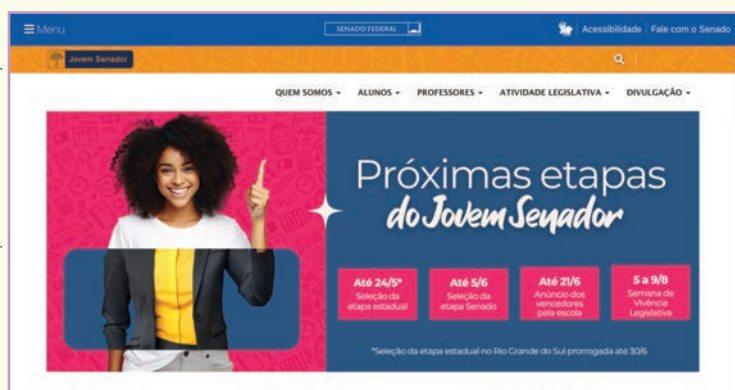 Menu
SENADO FEDERAL
Acessibilidade
Fale com o Senado
Jovem Senador
QUEM SOMOS
ALUNOS
PROFESSORES
ATIVIDADE LEGISLATIVA
DIVULGAÇÃO
Próximas etapas
do Jovem Senador
Até 24/5*
Seleção da
etapa estadual
Até 5/6
Seleção da
etapa Senado
Até 21/6
Anúncio dos
vencedores
pela escola
5 a 9/8
Semana de
Vivência
Legislativa
*Seleção da etapa estadual no Rio Grande do Sul prorrogada até 30/6